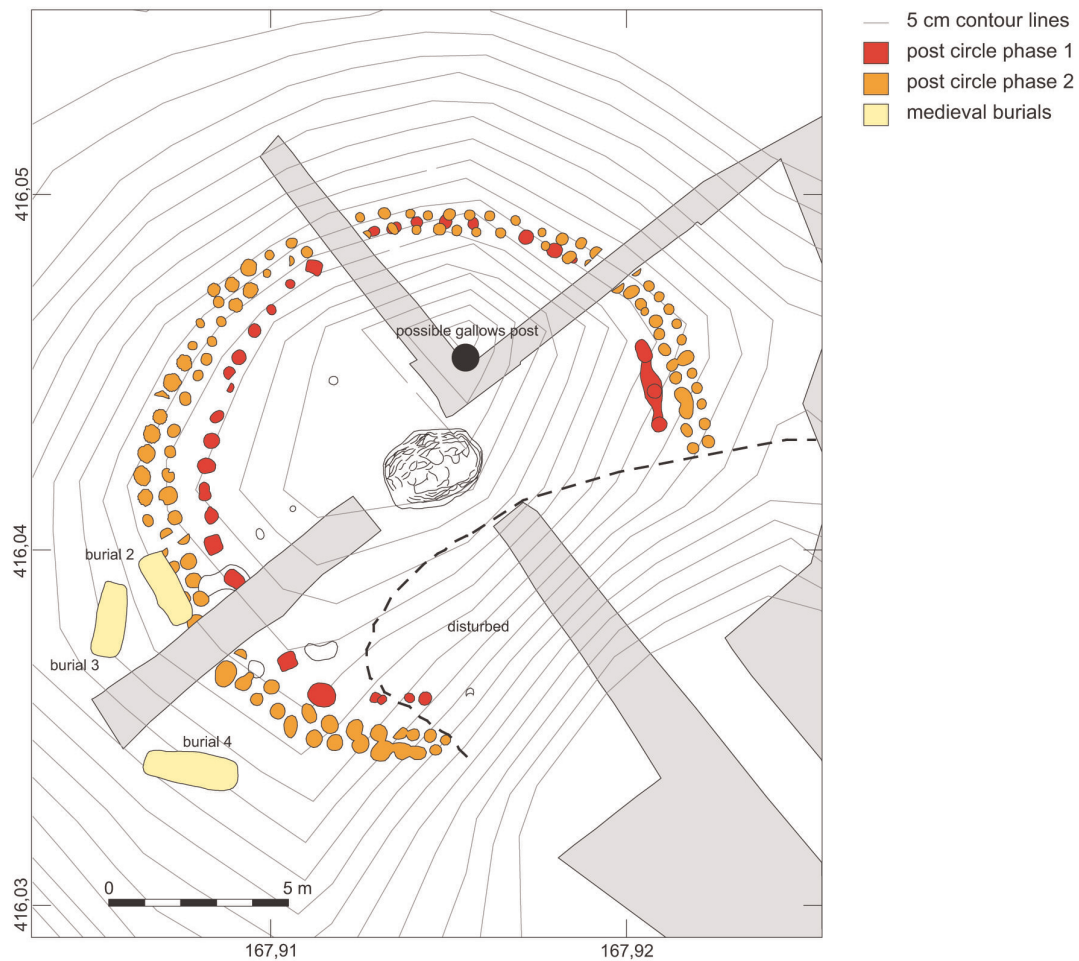 5 cm contour lines
post circle phase 1
post circle phase 2
medieval burials
416,05
possible gallows post
416,04
burial 2
disturbed
burial 3
burial 4
0 5 m
416,03
167,91 167,92